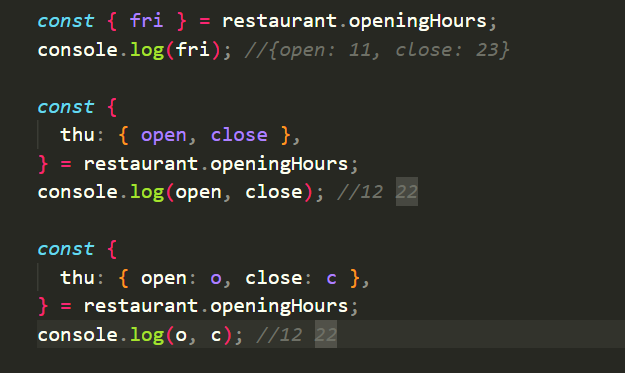 const { fri } = restaurant.openingHours;
console.log(fri); //{open: 11, close: 23}
const {
thu: { open, close },
} = restaurant.openingHours;
console.log(open, close); //12 22
const {
thu: { open: o, close: c },
} = restaurant.openingHours;
console.log(o, c); //12 22